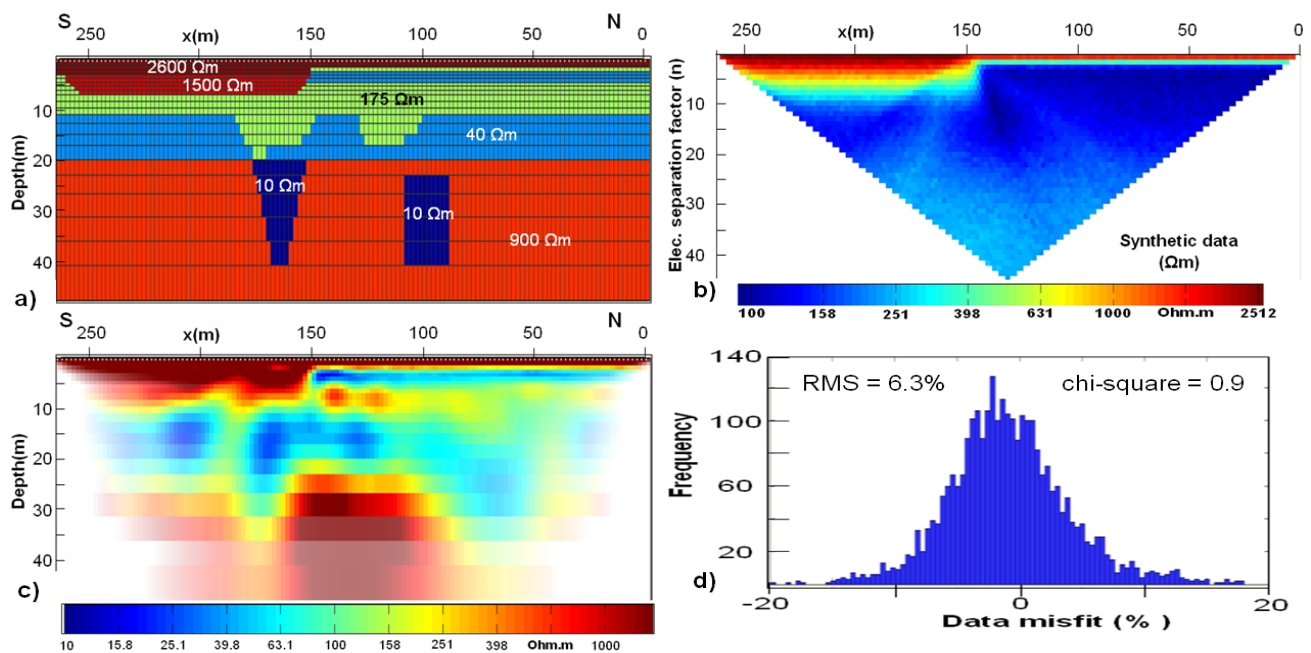 S x(m) N
250 200 150 100 50 0
2600 Ωm
1500 Ωm
175 Ωm
40 Ωm
10 Ωm
10 Ωm
900 Ωm
Depth(m)
10
20
30
40
a)
x(m)
250 200 150 100 50 0
Elec. separation factor (n)
10
20
30
40
Synthetic data
(Ωm)
b)
100 158 251 398 631 1000 Ohm.m 2512
S x(m) N
250 200 150 100 50 0
Depth(m)
10
20
30
40
c)
10 15.8 25.1 39.8 63.1 100 158 251 398 Ohm.m 1000
140
100
60
20
Frequency
RMS = 6.3% chi-square = 0.9
d)
-20 0 20
Data misfit (% )